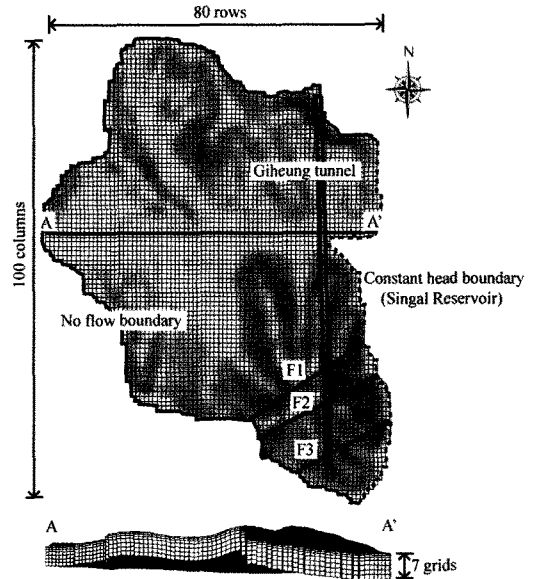 80 rows
N
Giheung tunnel
A
A'
100 columns
Constant head boundary
(Singal Reservoir)
No flow boundary
F1
F2
F3
A
A'
7 grids